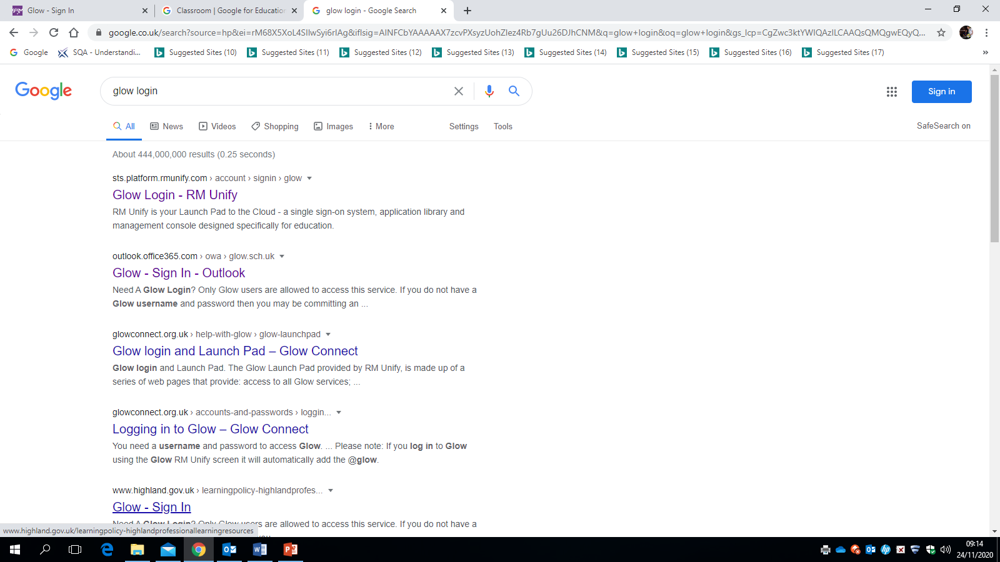 Glow - Sign In
Classroom | Google for Education
glow login - Google Search
google.co.uk/search?source=hp&ei=rM68X5XoL4SIlwSyi6rIAg&iflsig=AINFCbYAAAAAX7zcvPXsyzUohZlez4Rb7gUu26DJhCNM&q=glow+login&oq=glow+login&gs_lcp=CgZwc3ktYWIQAzILCAAQsQMQgwEQyQ...
Google
SQA - Understandi...
Suggested Sites (10)
Suggested Sites (11)
Suggested Sites (12)
Suggested Sites (13)
Suggested Sites (14)
Suggested Sites (15)
Suggested Sites (16)
Suggested Sites (17)
»
Google
glow login
Sign in
All News Videos Shopping Images More Settings Tools
SafeSearch on
About 444,000,000 results (0.25 seconds)
sts.platform.rmunify.com › account › signin › glow
Glow Login - RM Unify
RM Unify is your Launch Pad to the Cloud - a single sign-on system, application library and
management console designed specifically for education.
outlook.office365.com › owa › glow.sch.uk
Glow - Sign In - Outlook
Need A Glow Login? Only Glow users are allowed to access this service. If you do not have a
Glow username and password then you may be committing an ...
glowconnect.org.uk › help-with-glow › glow-launchpad
Glow login and Launch Pad – Glow Connect
Glow login and Launch Pad. The Glow Launch Pad provided by RM Unify, is made up of a
series of web pages that provide: access to all Glow services; ...
glowconnect.org.uk › accounts-and-passwords › loggin...
Logging in to Glow – Glow Connect
You need a username and password to access Glow. ... Please note: If you log in to Glow
using the Glow RM Unify screen it will automatically add the @glow.
www.highland.gov.uk › learningpolicy-highlandprofes...
Glow - Sign In
Need A Glow Login? Only Glow users are allowed to access this service. If you do not have a
www.highland.gov.uk/learningpolicy-highlandprofessionallearningresources
09:14
24/11/2020